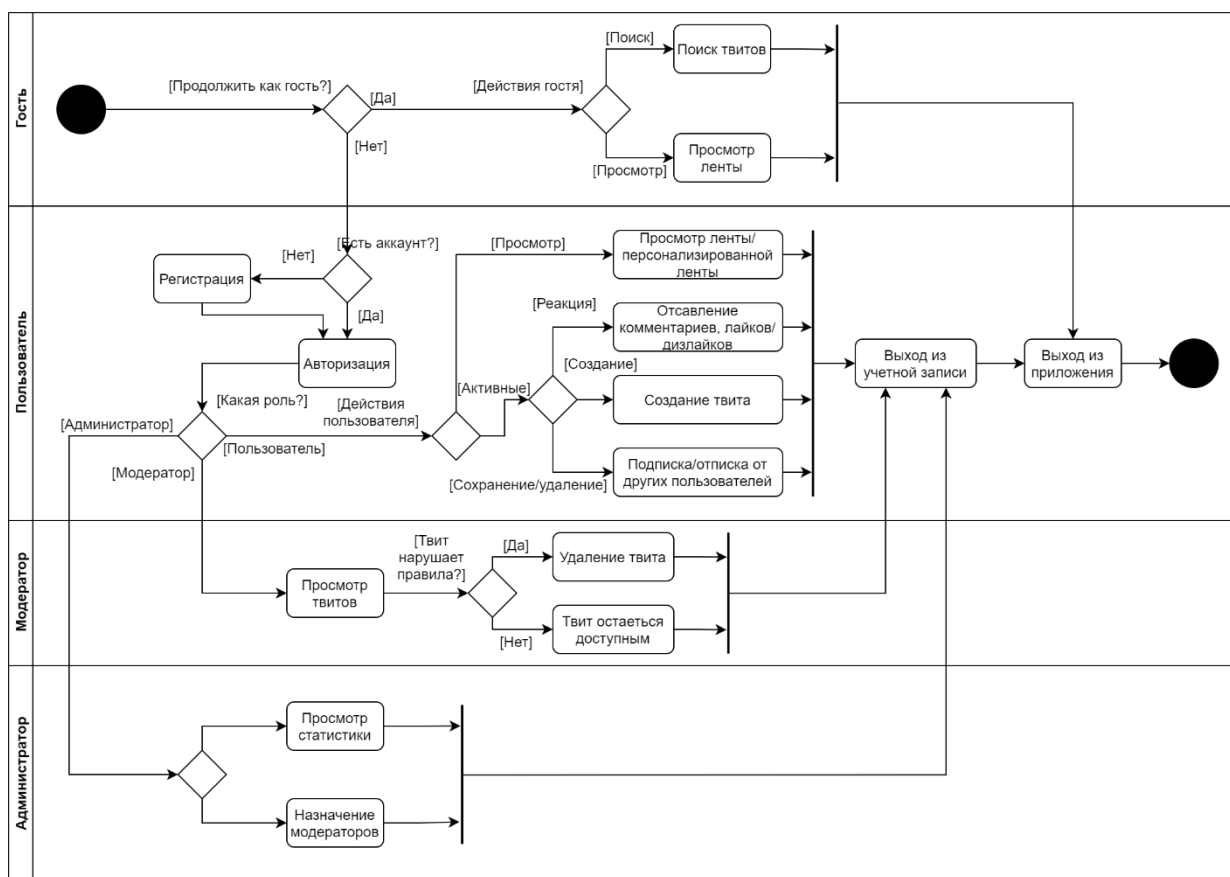 Гость
[Продолжить как гость?]
[Да]
[Нет]
[Действия гостя]
[Поиск]
Поиск твитов
[Просмотр]
Просмотр
ленты
Пользователь
[Есть аккаунт?]
[Нет]
Регистрация
[Да]
Авторизация
[Какая роль?]
[Администратор]
[Модератор]
[Пользователь]
[Действия
пользователя]
[Просмотр]
Просмотр ленты/
персонализированной
ленты
[Активные]
[Реакция]
Отсавление
комментариев, лайков/
дизлайков
[Создание]
Создание твита
[Сохранение/удаление]
Подписка/отписка от
других пользователей
Выход из
учетной записи
Выход из
приложения
Модератор
Просмотр
твитов
[Твит
нарушает
правила?]
[Да]
Удаление твита
[Нет]
Твит остаеться
доступным
Администратор
Просмотр
статистики
Назначение
модераторов